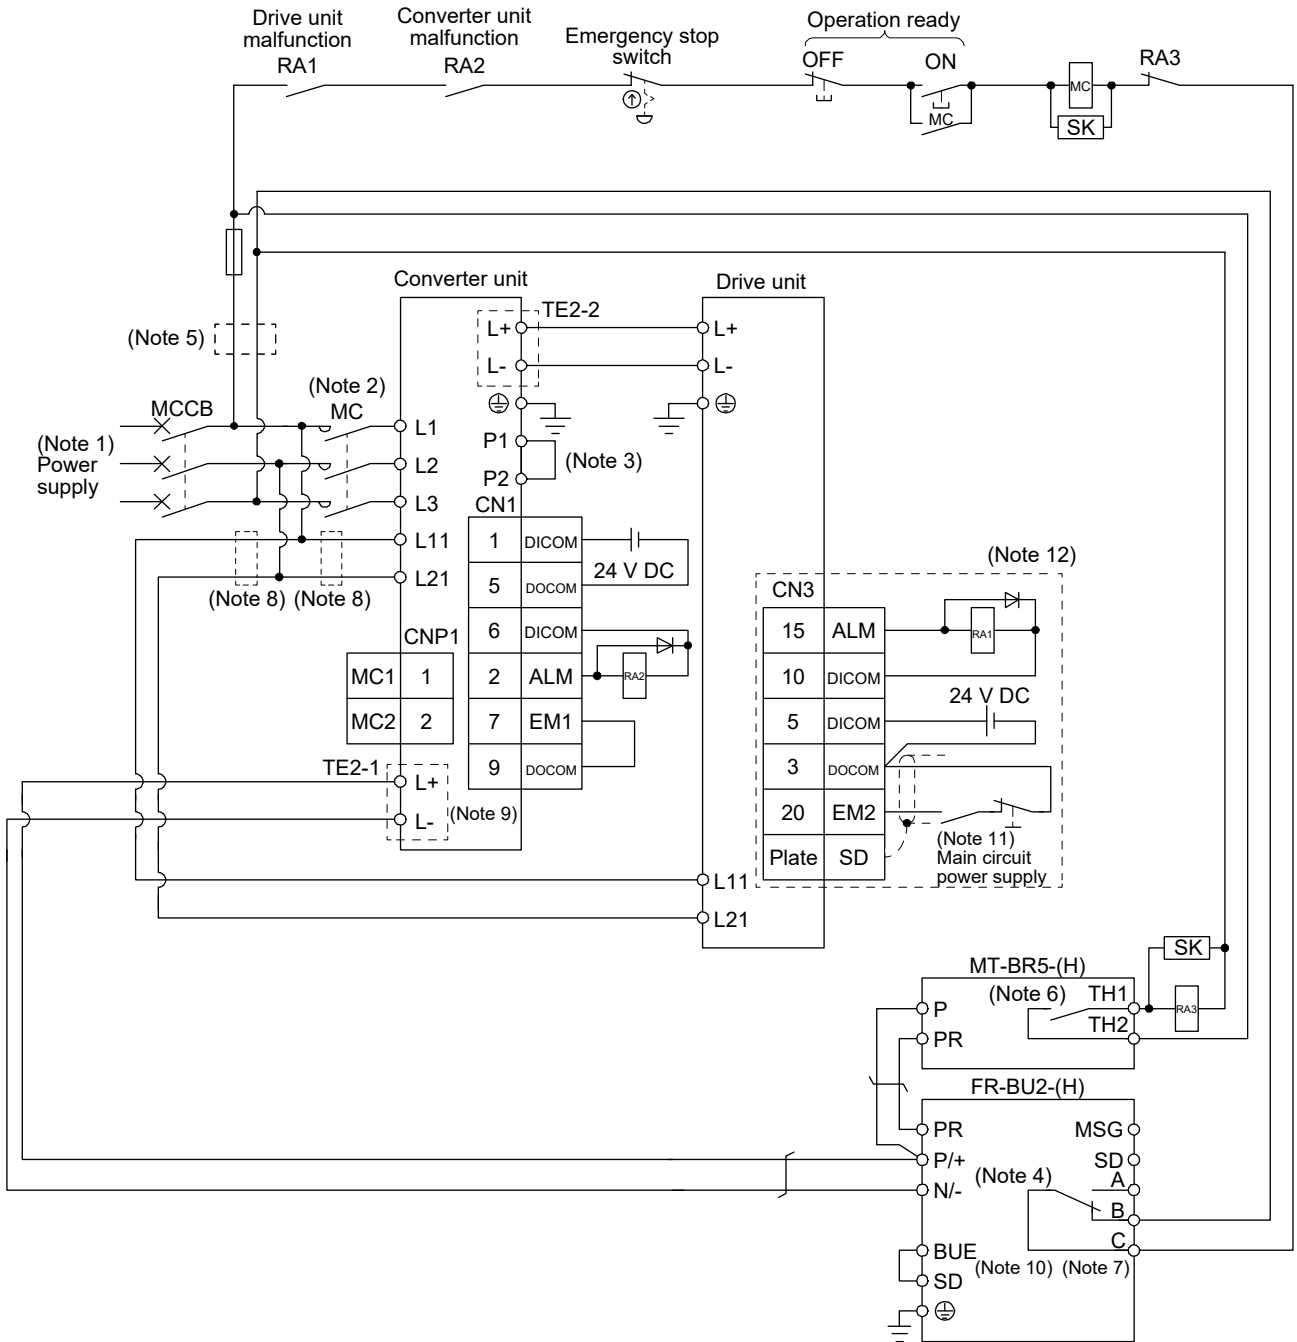 Drive unit
malfunction
RA1
Converter unit
malfunction
RA2
Emergency stop
switch
Operation ready
OFF
ON
MC
MC
SK
RA3
Converter unit
Drive unit
TE2-2
L+
L-
L+
L-
(Note 5)
(Note 2)
MCCB
MC
(Note 1)
Power
supply
L1
L2
L3
L11
L21
P1
P2
(Note 3)
(Note 8)
(Note 8)
CN1
1 DICOM
5 DOCOM
6 DICOM
2 ALM
7 EM1
9 DOCOM
24 V DC
RA2
CNP1
MC1 1
MC2 2
TE2-1
L+
L-
(Note 9)
(Note 12)
CN3
15 ALM
10 DICOM
5 DICOM
3 DOCOM
20 EM2
Plate SD
RA1
24 V DC
(Note 11)
Main circuit
power supply
L11
L21
SK
MT-BR5-(H)
P
PR
(Note 6)
TH1
TH2
RA3
FR-BU2-(H)
PR
P/+
N/-
BUE
SD
MSG
SD
A
B
C
(Note 4)
(Note 10)
(Note 7)